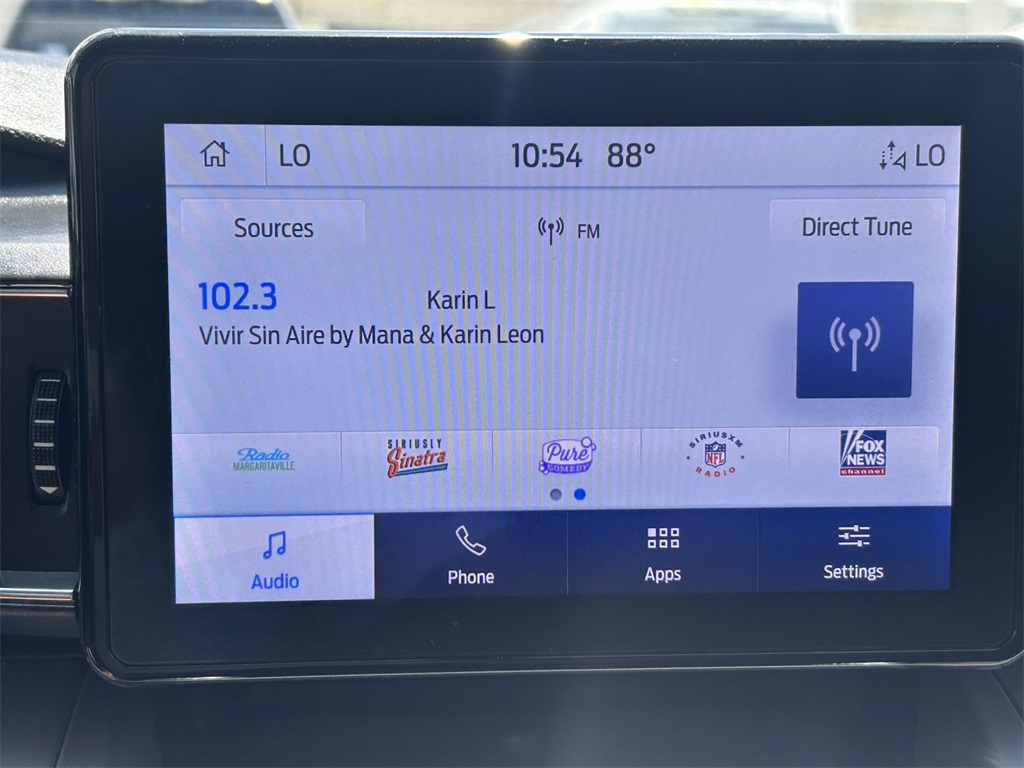 LO 10:54 88° LO
Sources FM Direct Tune
102.3 Karin L
Vivir Sin Aire by Mana & Karin Leon
Radio
MARGARITAVILLE
SIRIUSLY
Sinatra
Pure
COMEDY
SIRIUSXM
NFL
RADIO
FOX
NEWS
channel
Audio Phone Apps Settings